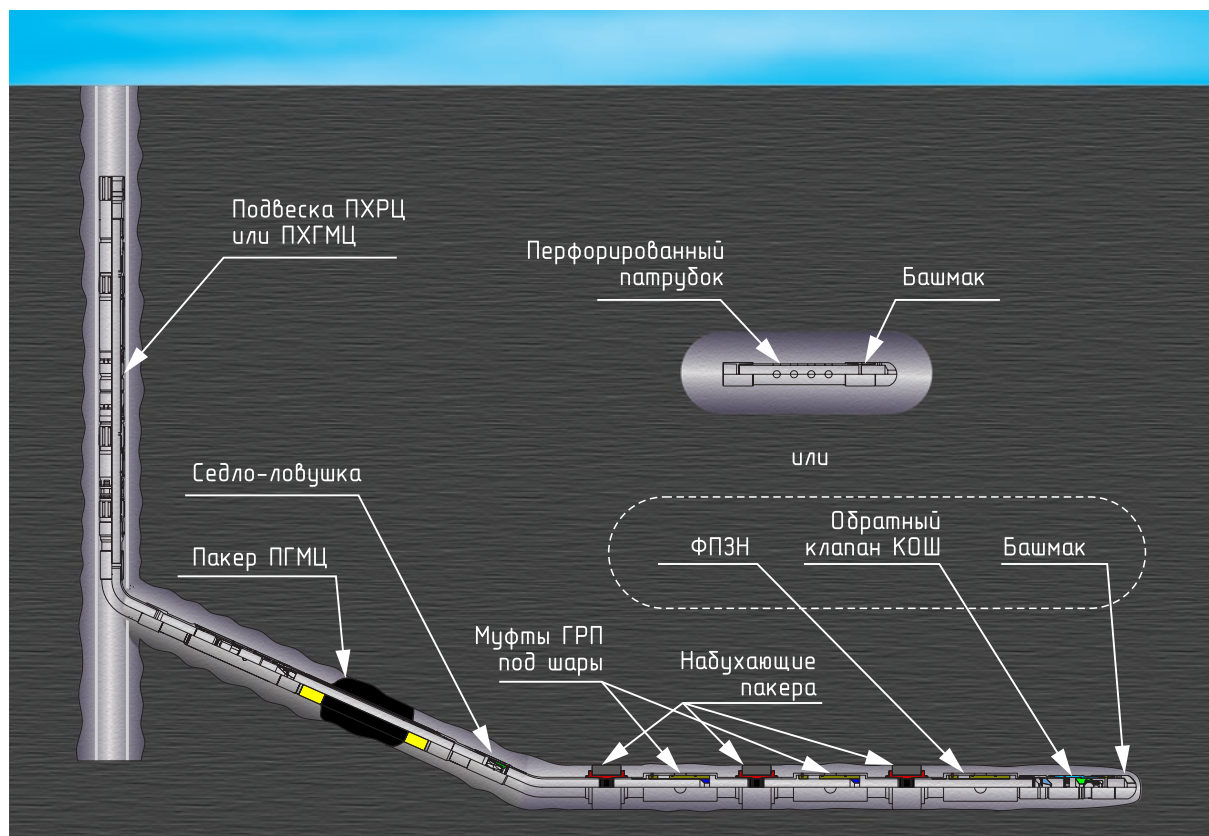 Подвеска ПХРЦ
или ПХГМЦ
Перфорированный
патрубок
Башмак
или
Седло-ловушка
Пакер ПГМЦ
ФПЗН
Обратный
клапан КОШ
Башмак
Муфты ГРП
под шары
Набухающие
пакера